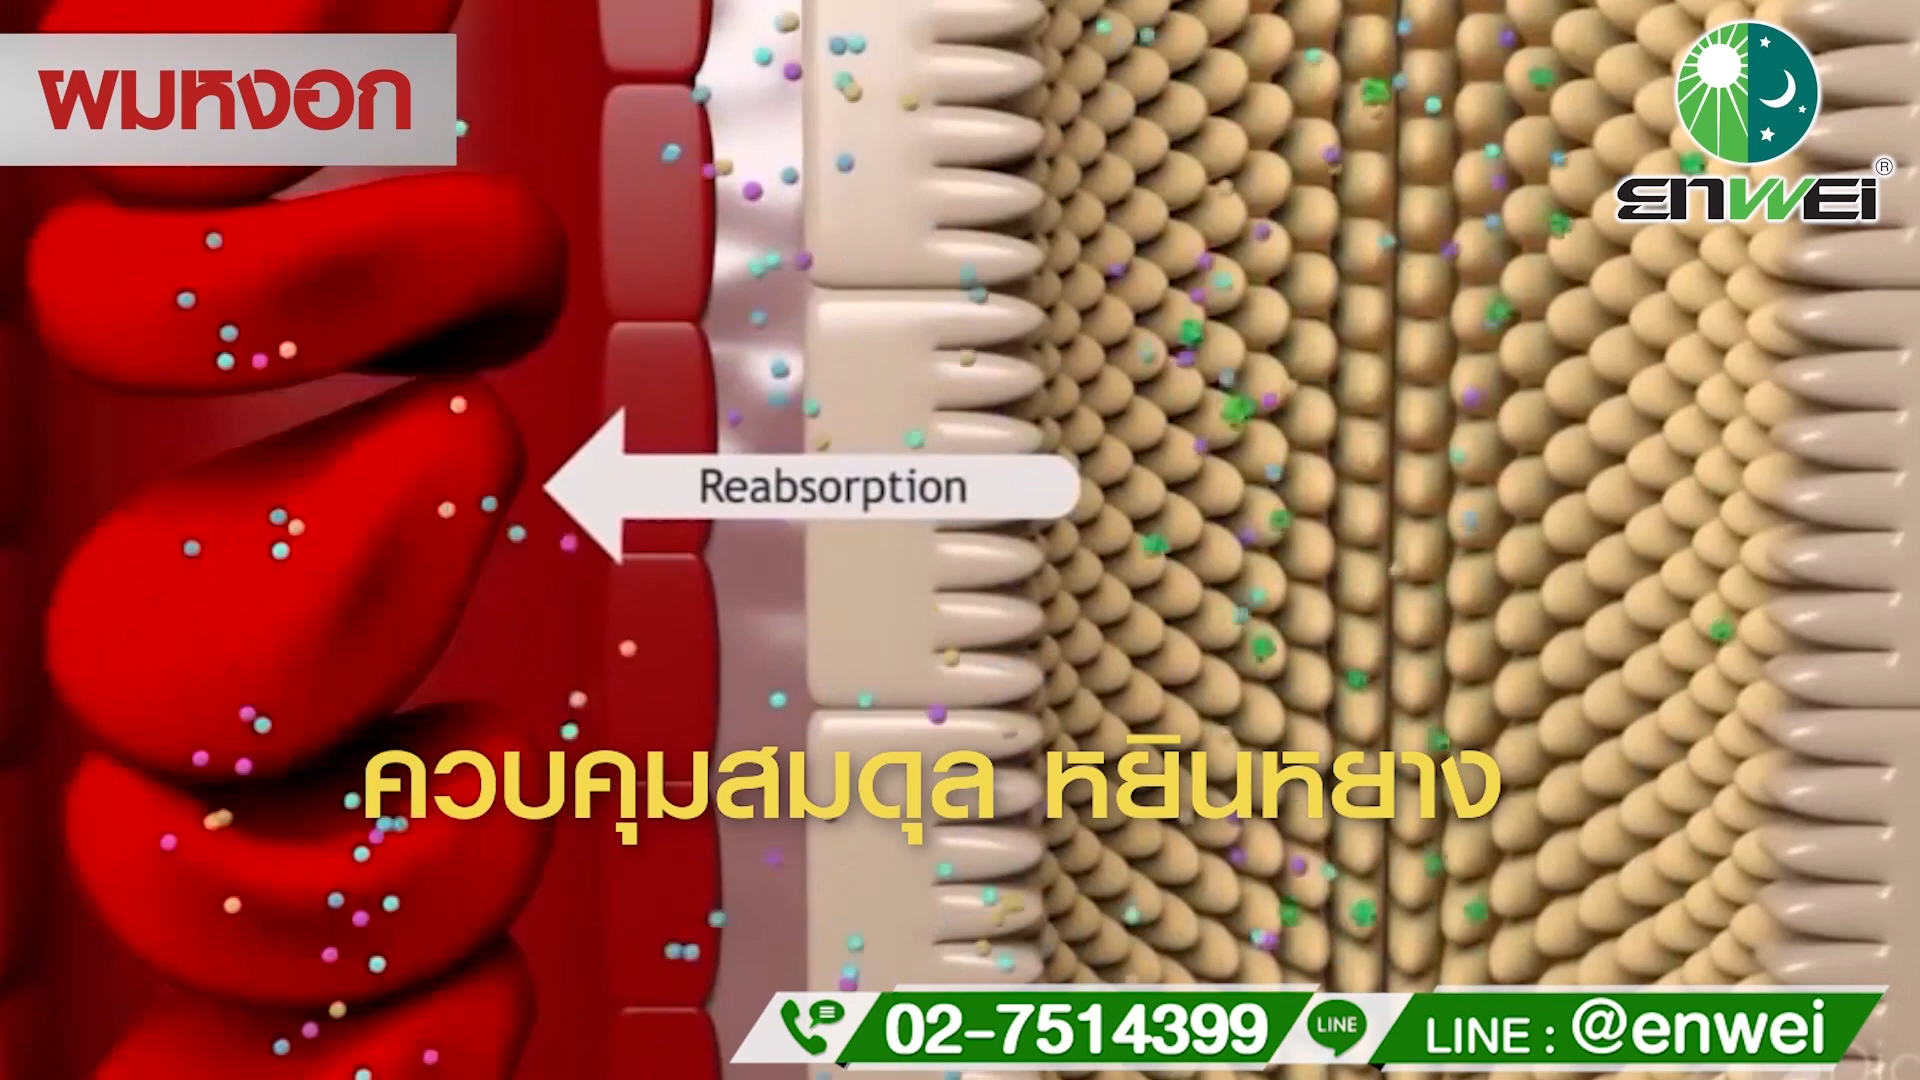 ผมหงอก
ENWEI®
Reabsorption
ควบคุมสมดุล หยินหยาง
02-7514399
LINE
LINE : @enwei